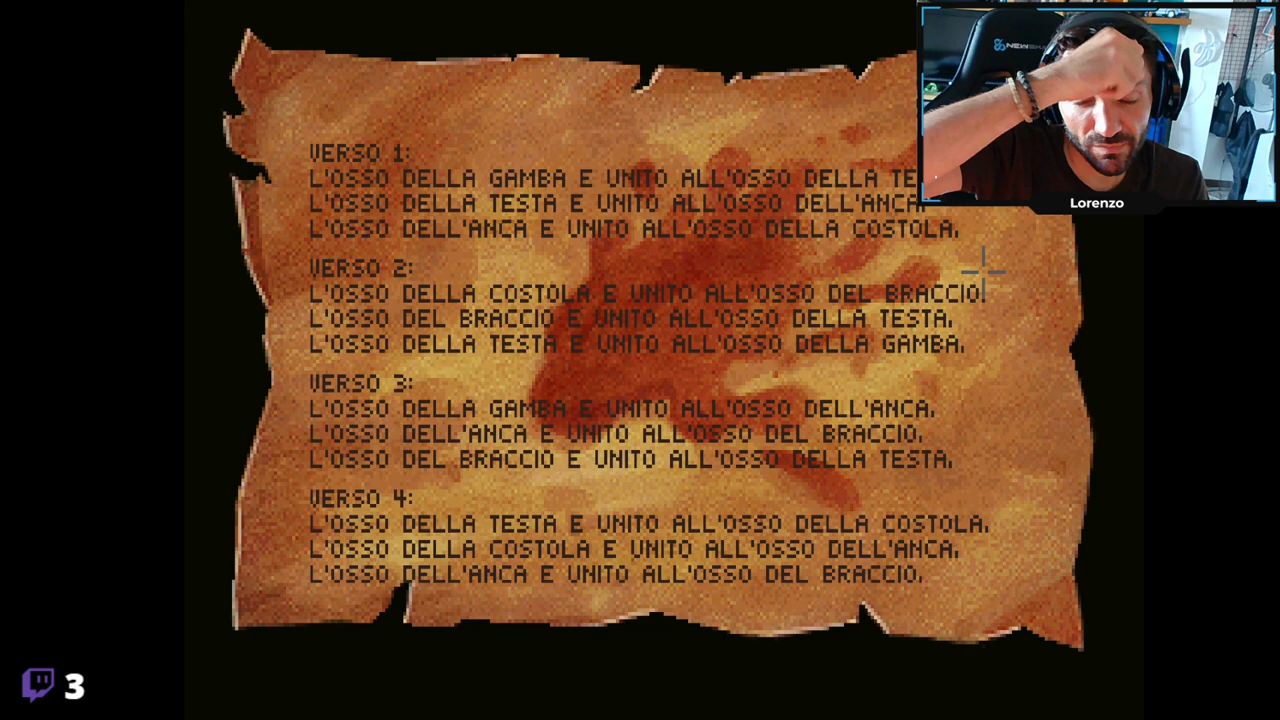 VERSO 1:
L'OSSO DELLA GAMBA E UNITO ALL'OSSO DELLA
L'OSSO DELLA TESTA E UNITO ALL'OSSO DELL'ANCA.
L'OSSO DELL'ANCA E UNITO ALL'OSSO DELLA COSTOLA.
VERSO 2:
L'OSSO DELLA COSTOLA E UNITO ALL'OSSO DEL BRACCIO.
L'OSSO DEL BRACCIO E UNITO ALL'OSSO DELLA TESTA.
L'OSSO DELLA TESTA E UNITO ALL'OSSO DELLA GAMBA.
VERSO 3:
L'OSSO DELLA GAMBA E UNITO ALL'OSSO DELL'ANCA.
L'OSSO DELL'ANCA E UNITO ALL'OSSO DEL BRACCIO.
L'OSSO DEL BRACCIO E UNITO ALL'OSSO DELLA TESTA.
VERSO 4:
L'OSSO DELLA TESTA E UNITO ALL'OSSO DELLA COSTOLA.
L'OSSO DELLA COSTOLA E UNITO ALL'OSSO DELL'ANCA.
L'OSSO DELL'ANCA E UNITO ALL'OSSO DEL BRACCIO.
Lorenzo
3